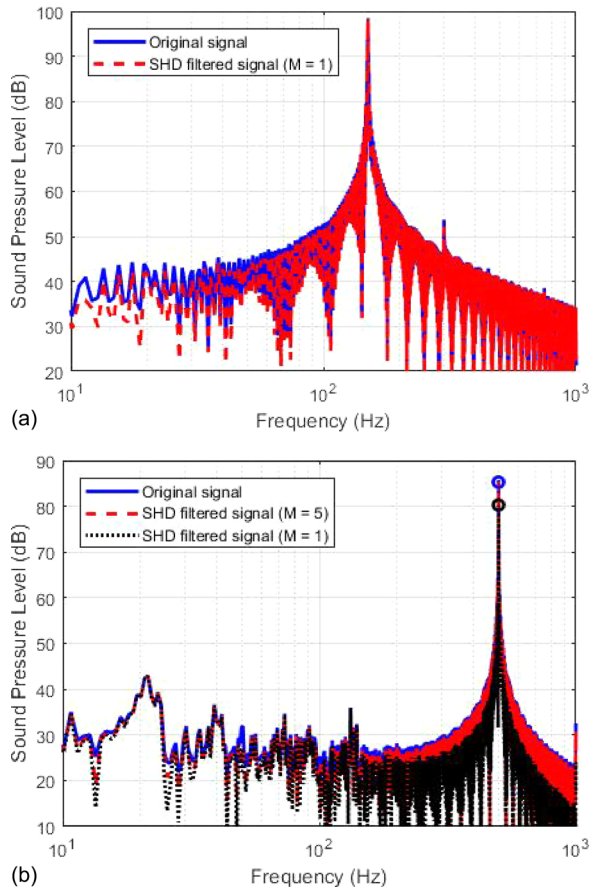 100
90
80
70
60
50
40
30
20
Sound Pressure Level (dB)
Original signal
SHD filtered signal (M = 1)
10^1
10^2
10^3
Frequency (Hz)
(a)
90
80
70
60
50
40
30
20
10
Sound Pressure Level (dB)
Original signal
SHD filtered signal (M = 5)
SHD filtered signal (M = 1)
10^1
10^2
10^3
Frequency (Hz)
(b)